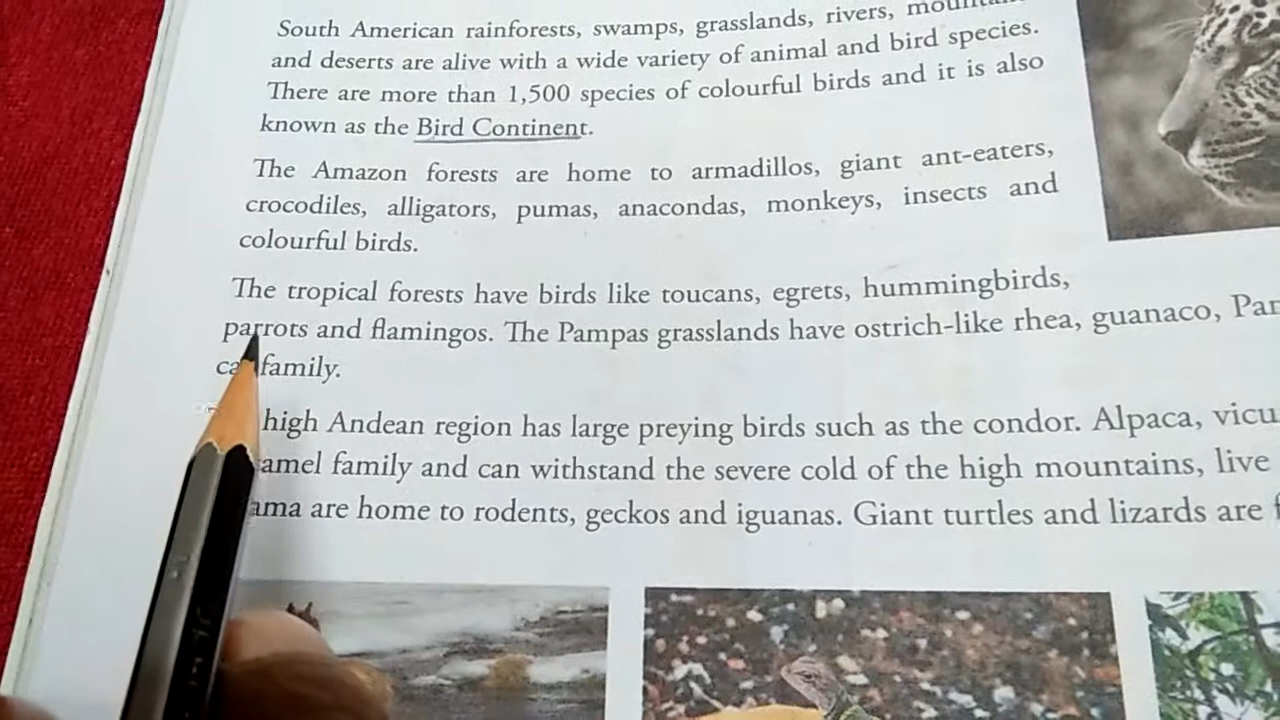 South American rainforests, swamps, grasslands, rivers,
and deserts are alive with a wide variety of animal and bird species.
There are more than 1,500 species of colourful birds and it is also
known as the Bird Continent.
The Amazon forests are home to armadillos, giant ant-eaters,
crocodiles, alligators, pumas, anacondas, monkeys, insects and
colourful birds.
The tropical forests have birds like toucans, egrets, hummingbirds,
parrots and flamingos. The Pampas grasslands have ostrich-like rhea, guanaco,
family.
high Andean region has large preying birds such as the condor. Alpaca,
family and can withstand the severe cold of the high mountains, live
are home to rodents, geckos and iguanas. Giant turtles and lizards are